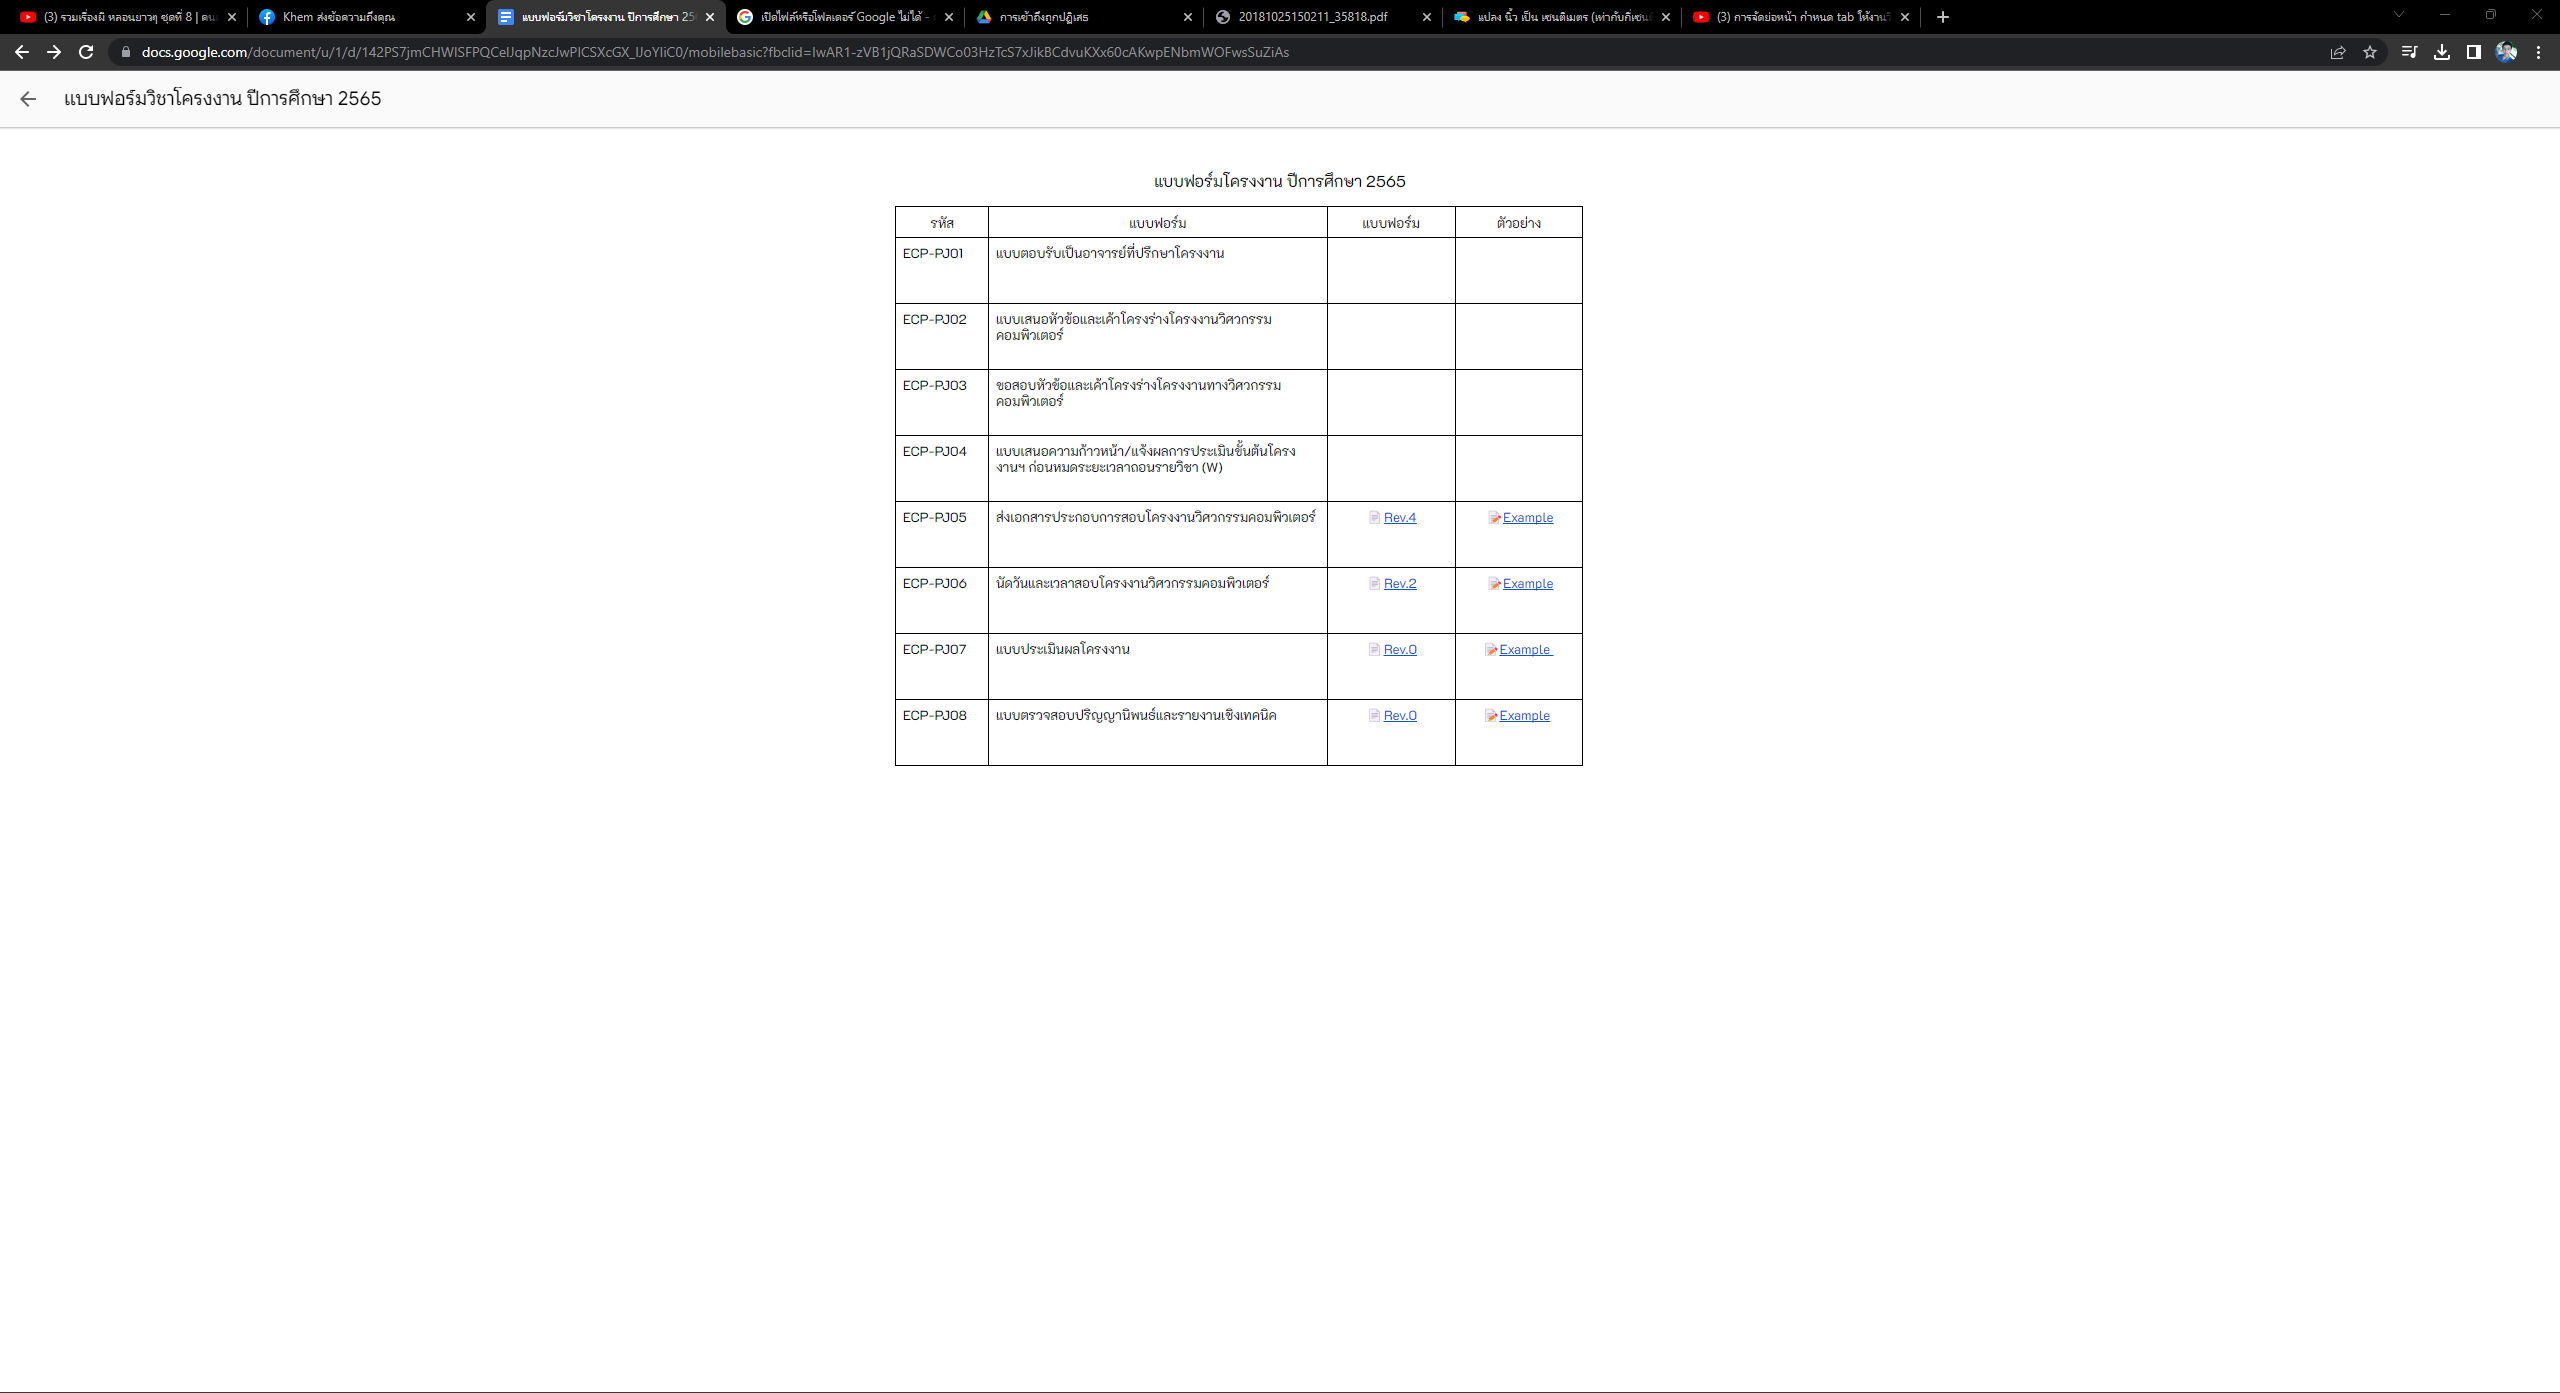 (3) รวมเรื่องผี หลอนยาวๆ ชุดที่ 8 |
Khem ส่งข้อความถึงคุณ
แบบฟอร์มวิชาโครงงาน ปีการศึกษา
เปิดไฟล์หรือโฟลเดอร์ Google ไม่ได้ -
การเข้าถึงถูกปฏิเสธ
20181025150211_35818.pdf
แปลง นิ้ว เป็น เซนติเมตร
(3) การจัดย่อหน้า กำหนด tab
docs.google.com/document/u/1/d/
แบบฟอร์มวิชาโครงงาน ปีการศึกษา 2565
แบบฟอร์มโครงงาน ปีการศึกษา 2565
รหัส แบบฟอร์ม แบบฟอร์ม ตัวอย่าง
ECP-PJ01 แบบตอบรับเป็นอาจารย์ที่ปรึกษาโครงงาน
ECP-PJ02 แบบเสนอหัวข้อและเค้าโครงร่างโครงงานวิศวกรรม
คอมพิวเตอร์
ECP-PJ03 ขอสอบหัวข้อและเค้าโครงร่างโครงงานทางวิศวกรรม
คอมพิวเตอร์
ECP-PJ04 แบบเสนอความก้าวหน้า/แจ้งผลการประเมินขั้นต้นโครง
งานฯ ก่อนหมดระยะเวลาถอนรายวิชา (W)
ECP-PJ05 ส่งเอกสารประกอบการสอบโครงงานวิศวกรรมคอมพิวเตอร์ Rev.4 Example
ECP-PJ06 นัดวันและเวลาสอบโครงงานวิศวกรรมคอมพิวเตอร์ Rev.2 Example
ECP-PJ07 แบบประเมินผลโครงงาน Rev.0 Example
ECP-PJ08 แบบตรวจสอบปริญญานิพนธ์และรายงานเชิงเทคนิค Rev.0 Example